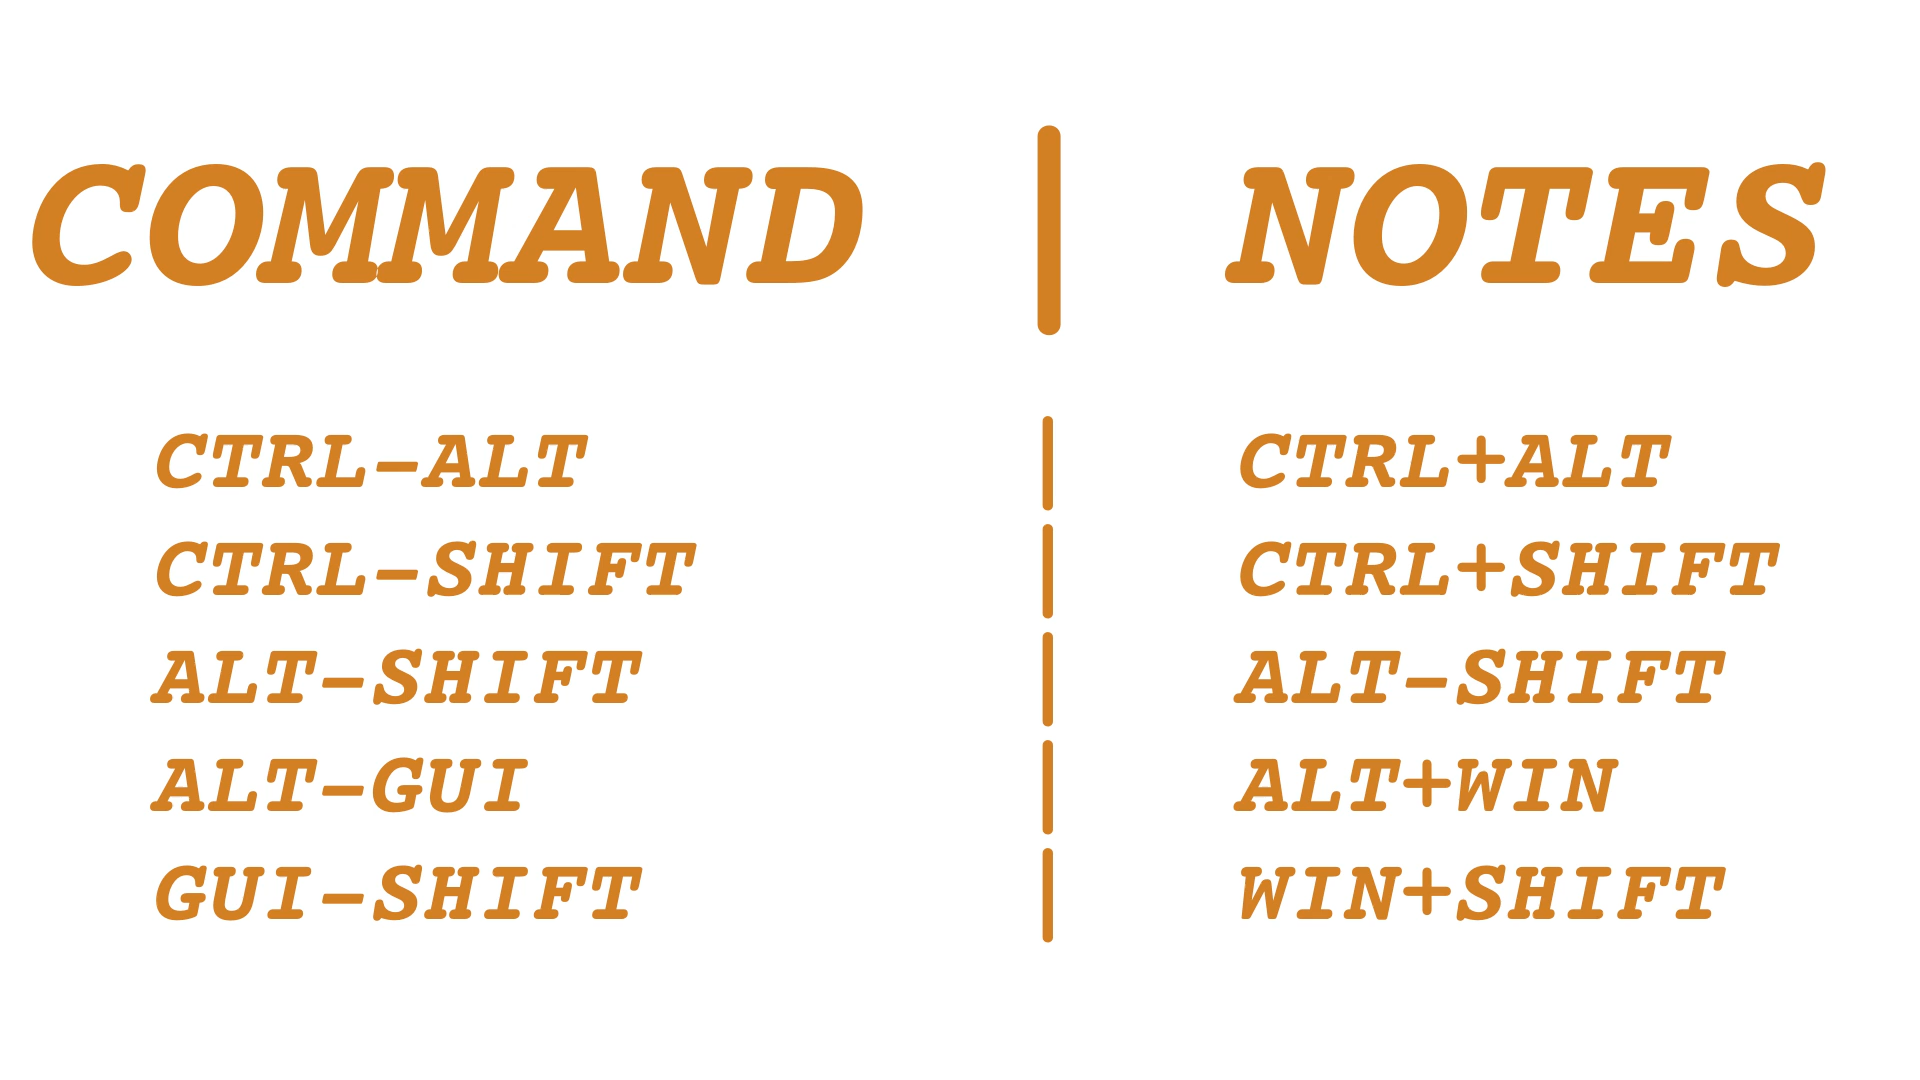 COMMAND | NOTES
CTRL-ALT | CTRL+ALT
CTRL-SHIFT | CTRL+SHIFT
ALT-SHIFT | ALT-SHIFT
ALT-GUI | ALT+WIN
GUI-SHIFT | WIN+SHIFT